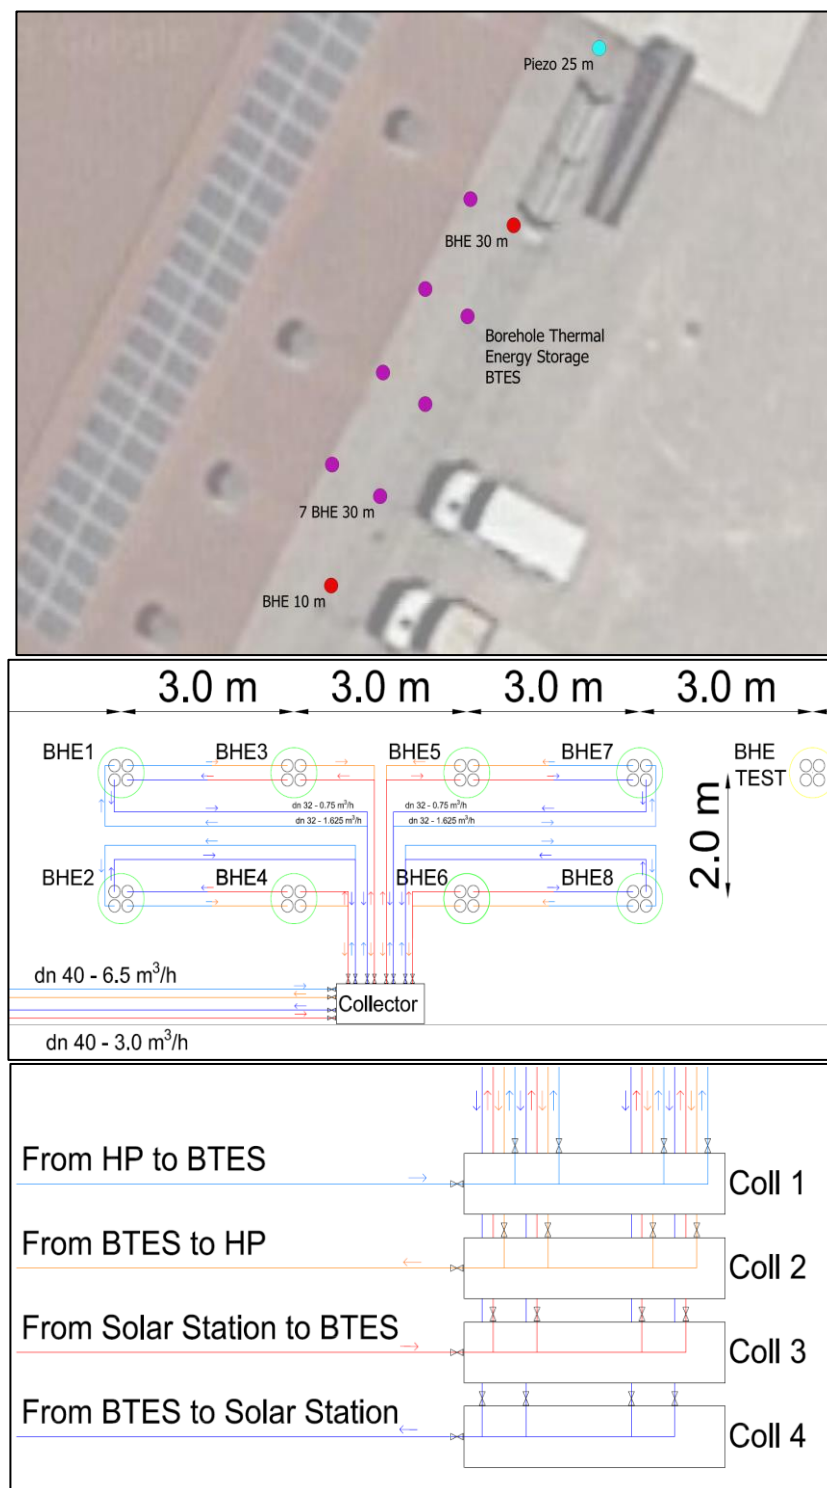 Google
Piezo 25 m
BHE 30 m
Borehole Thermal
Energy Storage
BTES
7 BHE 30 m
BHE 10 m
3.0 m 3.0 m 3.0 m 3.0 m
BHE1 BHE3 BHE5 BHE7 BHE
TEST
dn 32 - 0.75 m³/h dn 32 - 0.75 m³/h
dn 32 - 1.625 m³/h dn 32 - 1.625 m³/h
2.0 m
BHE2 BHE4 BHE6 BHE8
dn 40 - 6.5 m³/h
Collector
dn 40 - 3.0 m³/h
From HP to BTES
Coll 1
From BTES to HP
Coll 2
From Solar Station to BTES
Coll 3
From BTES to Solar Station
Coll 4